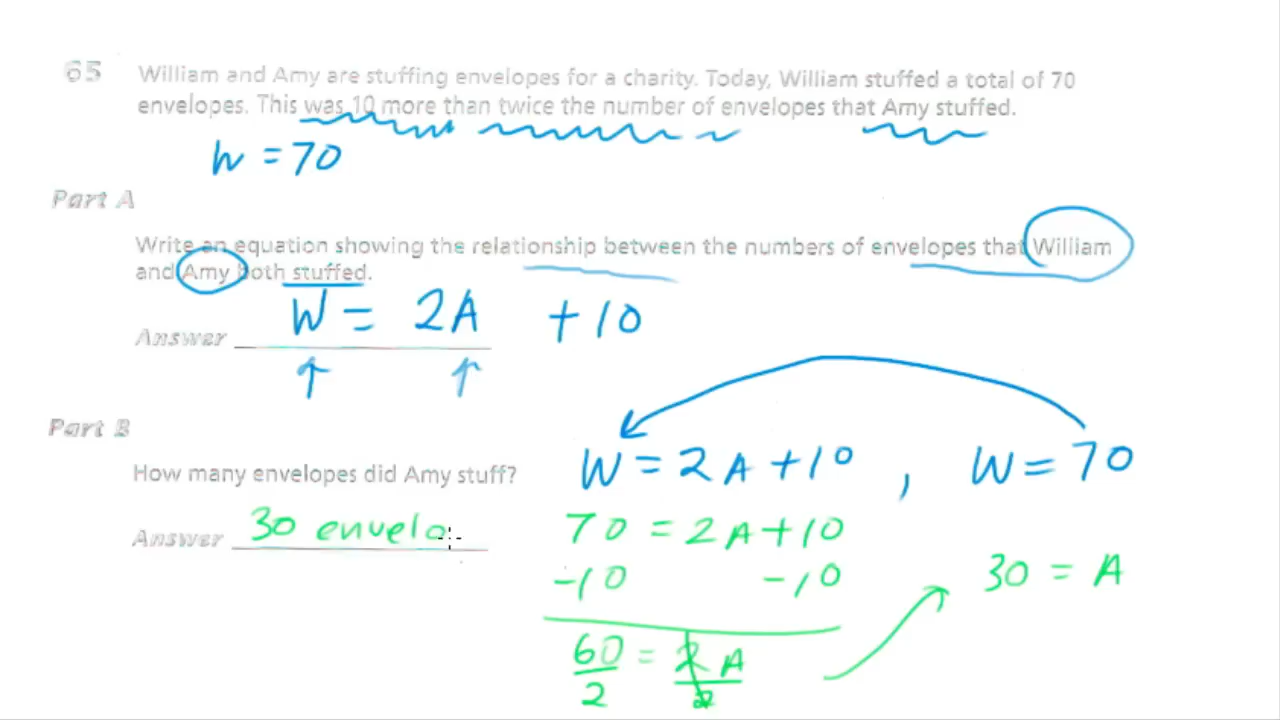 65 William and Amy are stuffing envelopes for a charity. Today, William stuffed a total of 70
envelopes. This was 10 more than twice the number of envelopes that Amy stuffed.
W = 70
Part A
Write an equation showing the relationship between the numbers of envelopes that William
and Amy both stuffed.
Answer W = 2A + 10
Part B
How many envelopes did Amy stuff?
Answer 30 envelo
W = 2A + 10 , W = 70
70 = 2A + 10
-10 -10
30 = A
60/2 = 2A/2